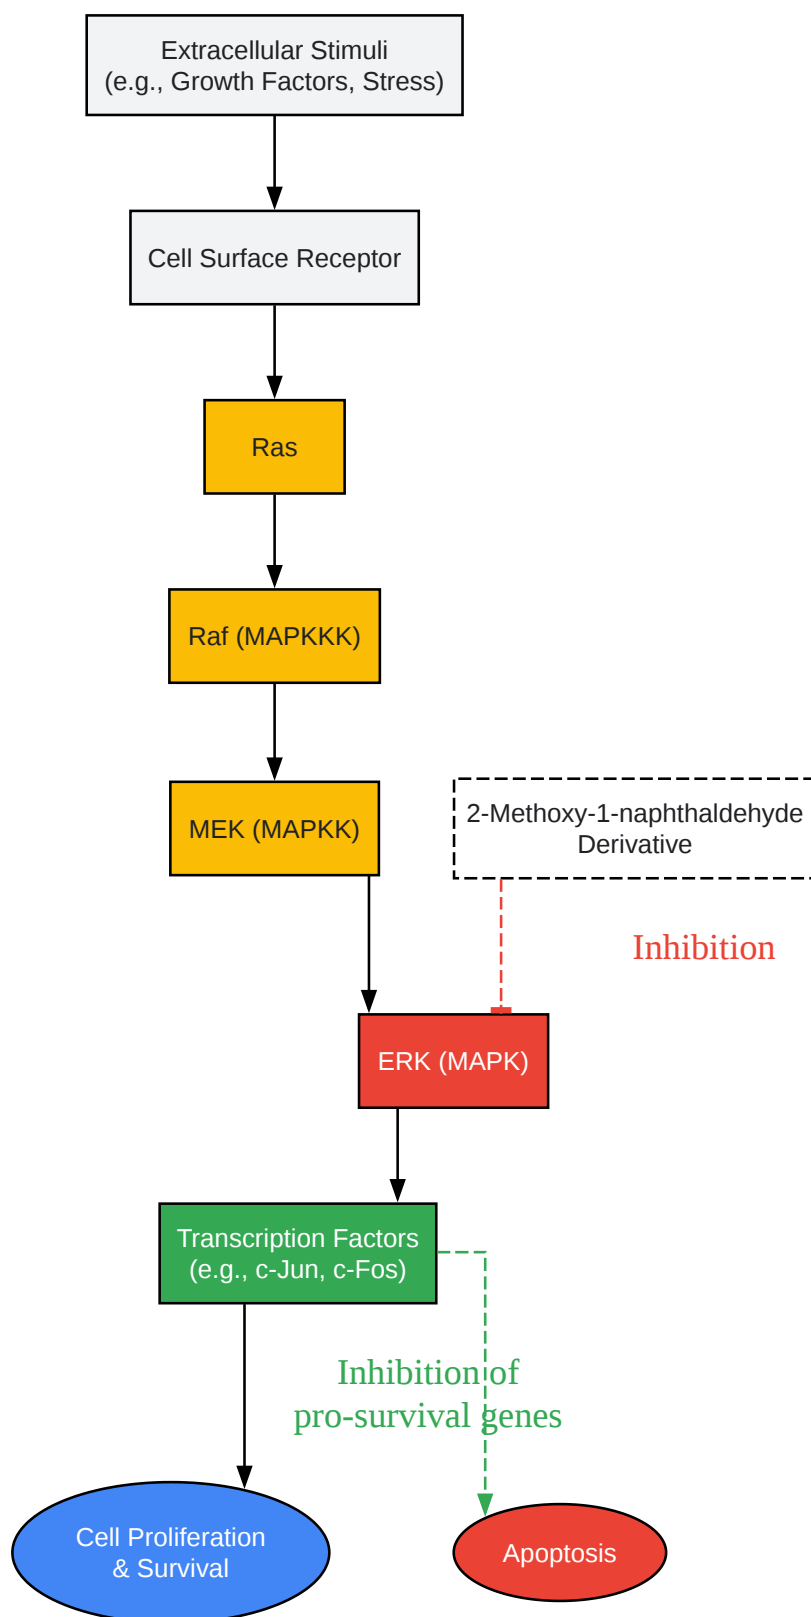 Extracellular Stimuli
(e.g., Growth Factors, Stress)
Cell Surface Receptor
Ras
Raf (MAPKKK)
MEK (MAPKK)
2-Methoxy-1-naphthaldehyde
Derivative
Inhibition
ERK (MAPK)
Transcription Factors
(e.g., c-Jun, c-Fos)
Inhibition of
pro-survival genes
Cell Proliferation
& Survival
Apoptosis